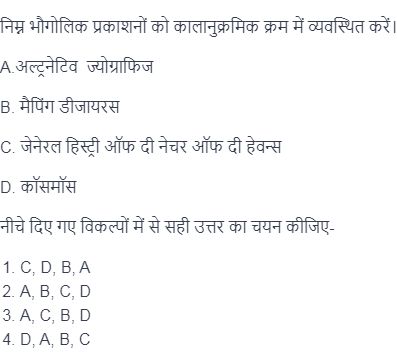 निम्न भौगोलिक प्रकाशनों को कालानुक्रमिक क्रम में व्यवस्थित करें।
A.अल्ट्रनेटिव ज्योग्राफिज
B. मैपिंग डीजायरस
C. जेनेरल हिस्ट्री ऑफ दी नेचर ऑफ दी हेवन्स
D. कॉसमॉस
नीचे दिए गए विकल्पों में से सही उत्तर का चयन कीजिए-
1. C, D, B, A
2. A, B, C, D
3. A, C, B, D
4. D, A, B, C